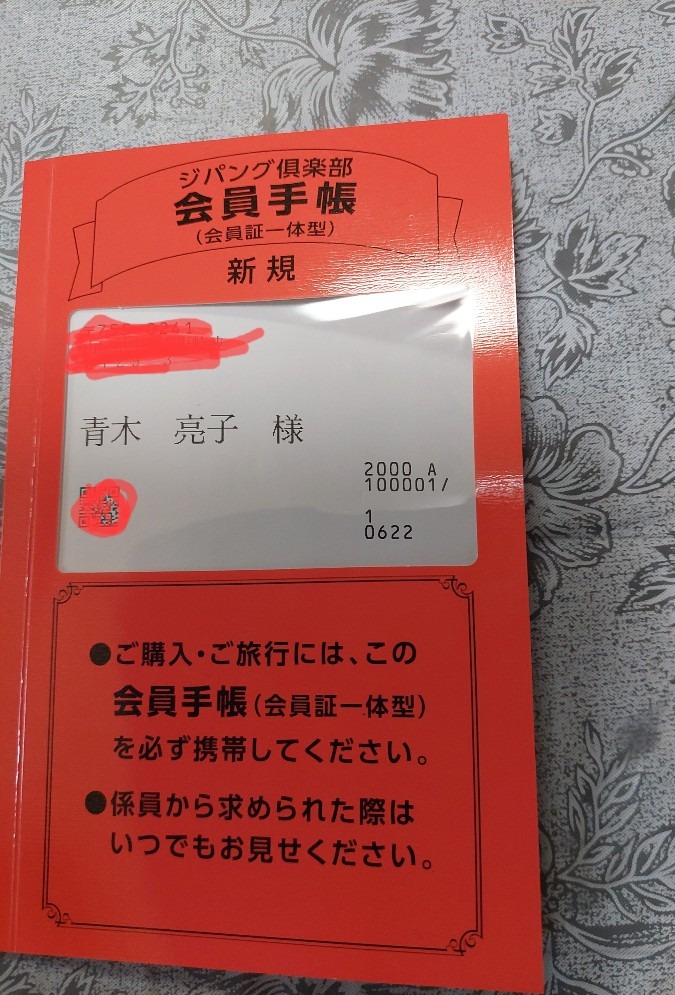 ジパング倶楽部
会員手帳
(会員証一体型)
新規
青木 亮子 様
2000 A
100001/
1
0622
●ご購入・ご旅行には、この
会員手帳(会員証一体型)
を必ず携帯してください。
●係員から求められた際は
いつでもお見せください。